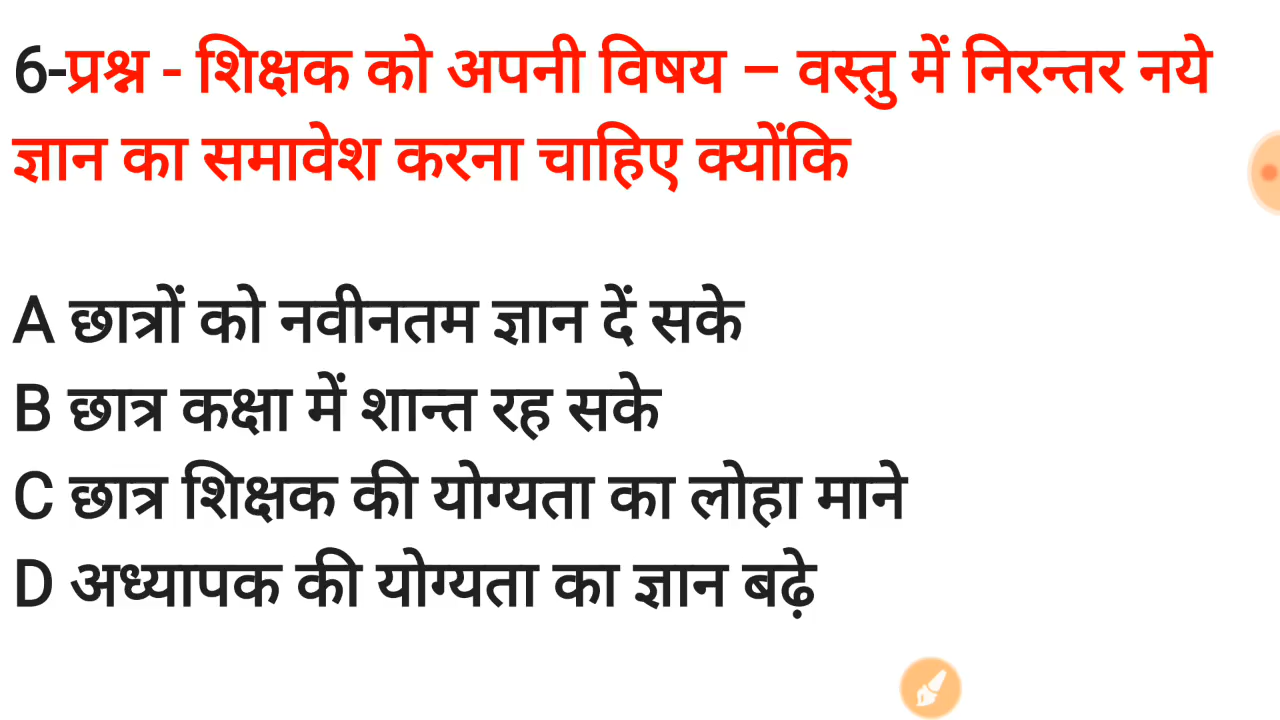 6-प्रश्न - शिक्षक को अपनी विषय – वस्तु में निरन्तर नये
ज्ञान का समावेश करना चाहिए क्योंकि
A छात्रों को नवीनतम ज्ञान दें सके
B छात्र कक्षा में शान्त रह सके
C छात्र शिक्षक की योग्यता का लोहा माने
D अध्यापक की योग्यता का ज्ञान बढ़े